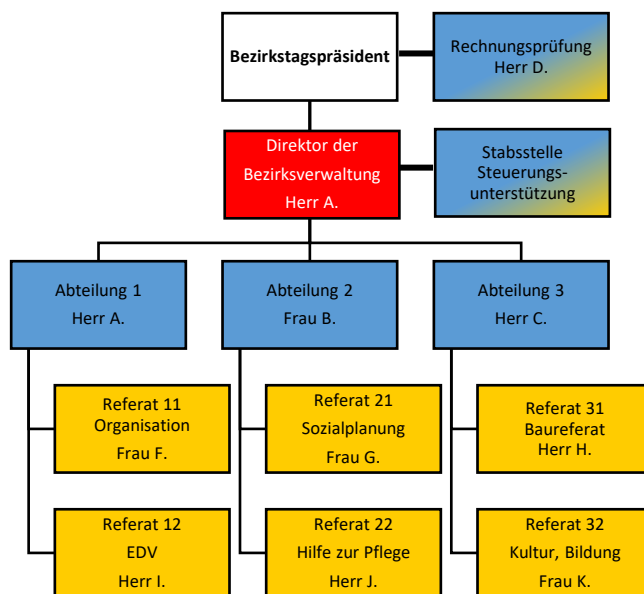 Bezirkstagspräsident
Rechnungsprüfung
Herr D.
Direktor der
Bezirksverwaltung
Herr A.
Stabsstelle
Steuerungs-
unterstützung
Abteilung 1
Herr A.
Abteilung 2
Frau B.
Abteilung 3
Herr C.
Referat 11
Organisation
Frau F.
Referat 21
Sozialplanung
Frau G.
Referat 31
Baureferat
Herr H.
Referat 12
EDV
Herr I.
Referat 22
Hilfe zur Pflege
Herr J.
Referat 32
Kultur, Bildung
Frau K.